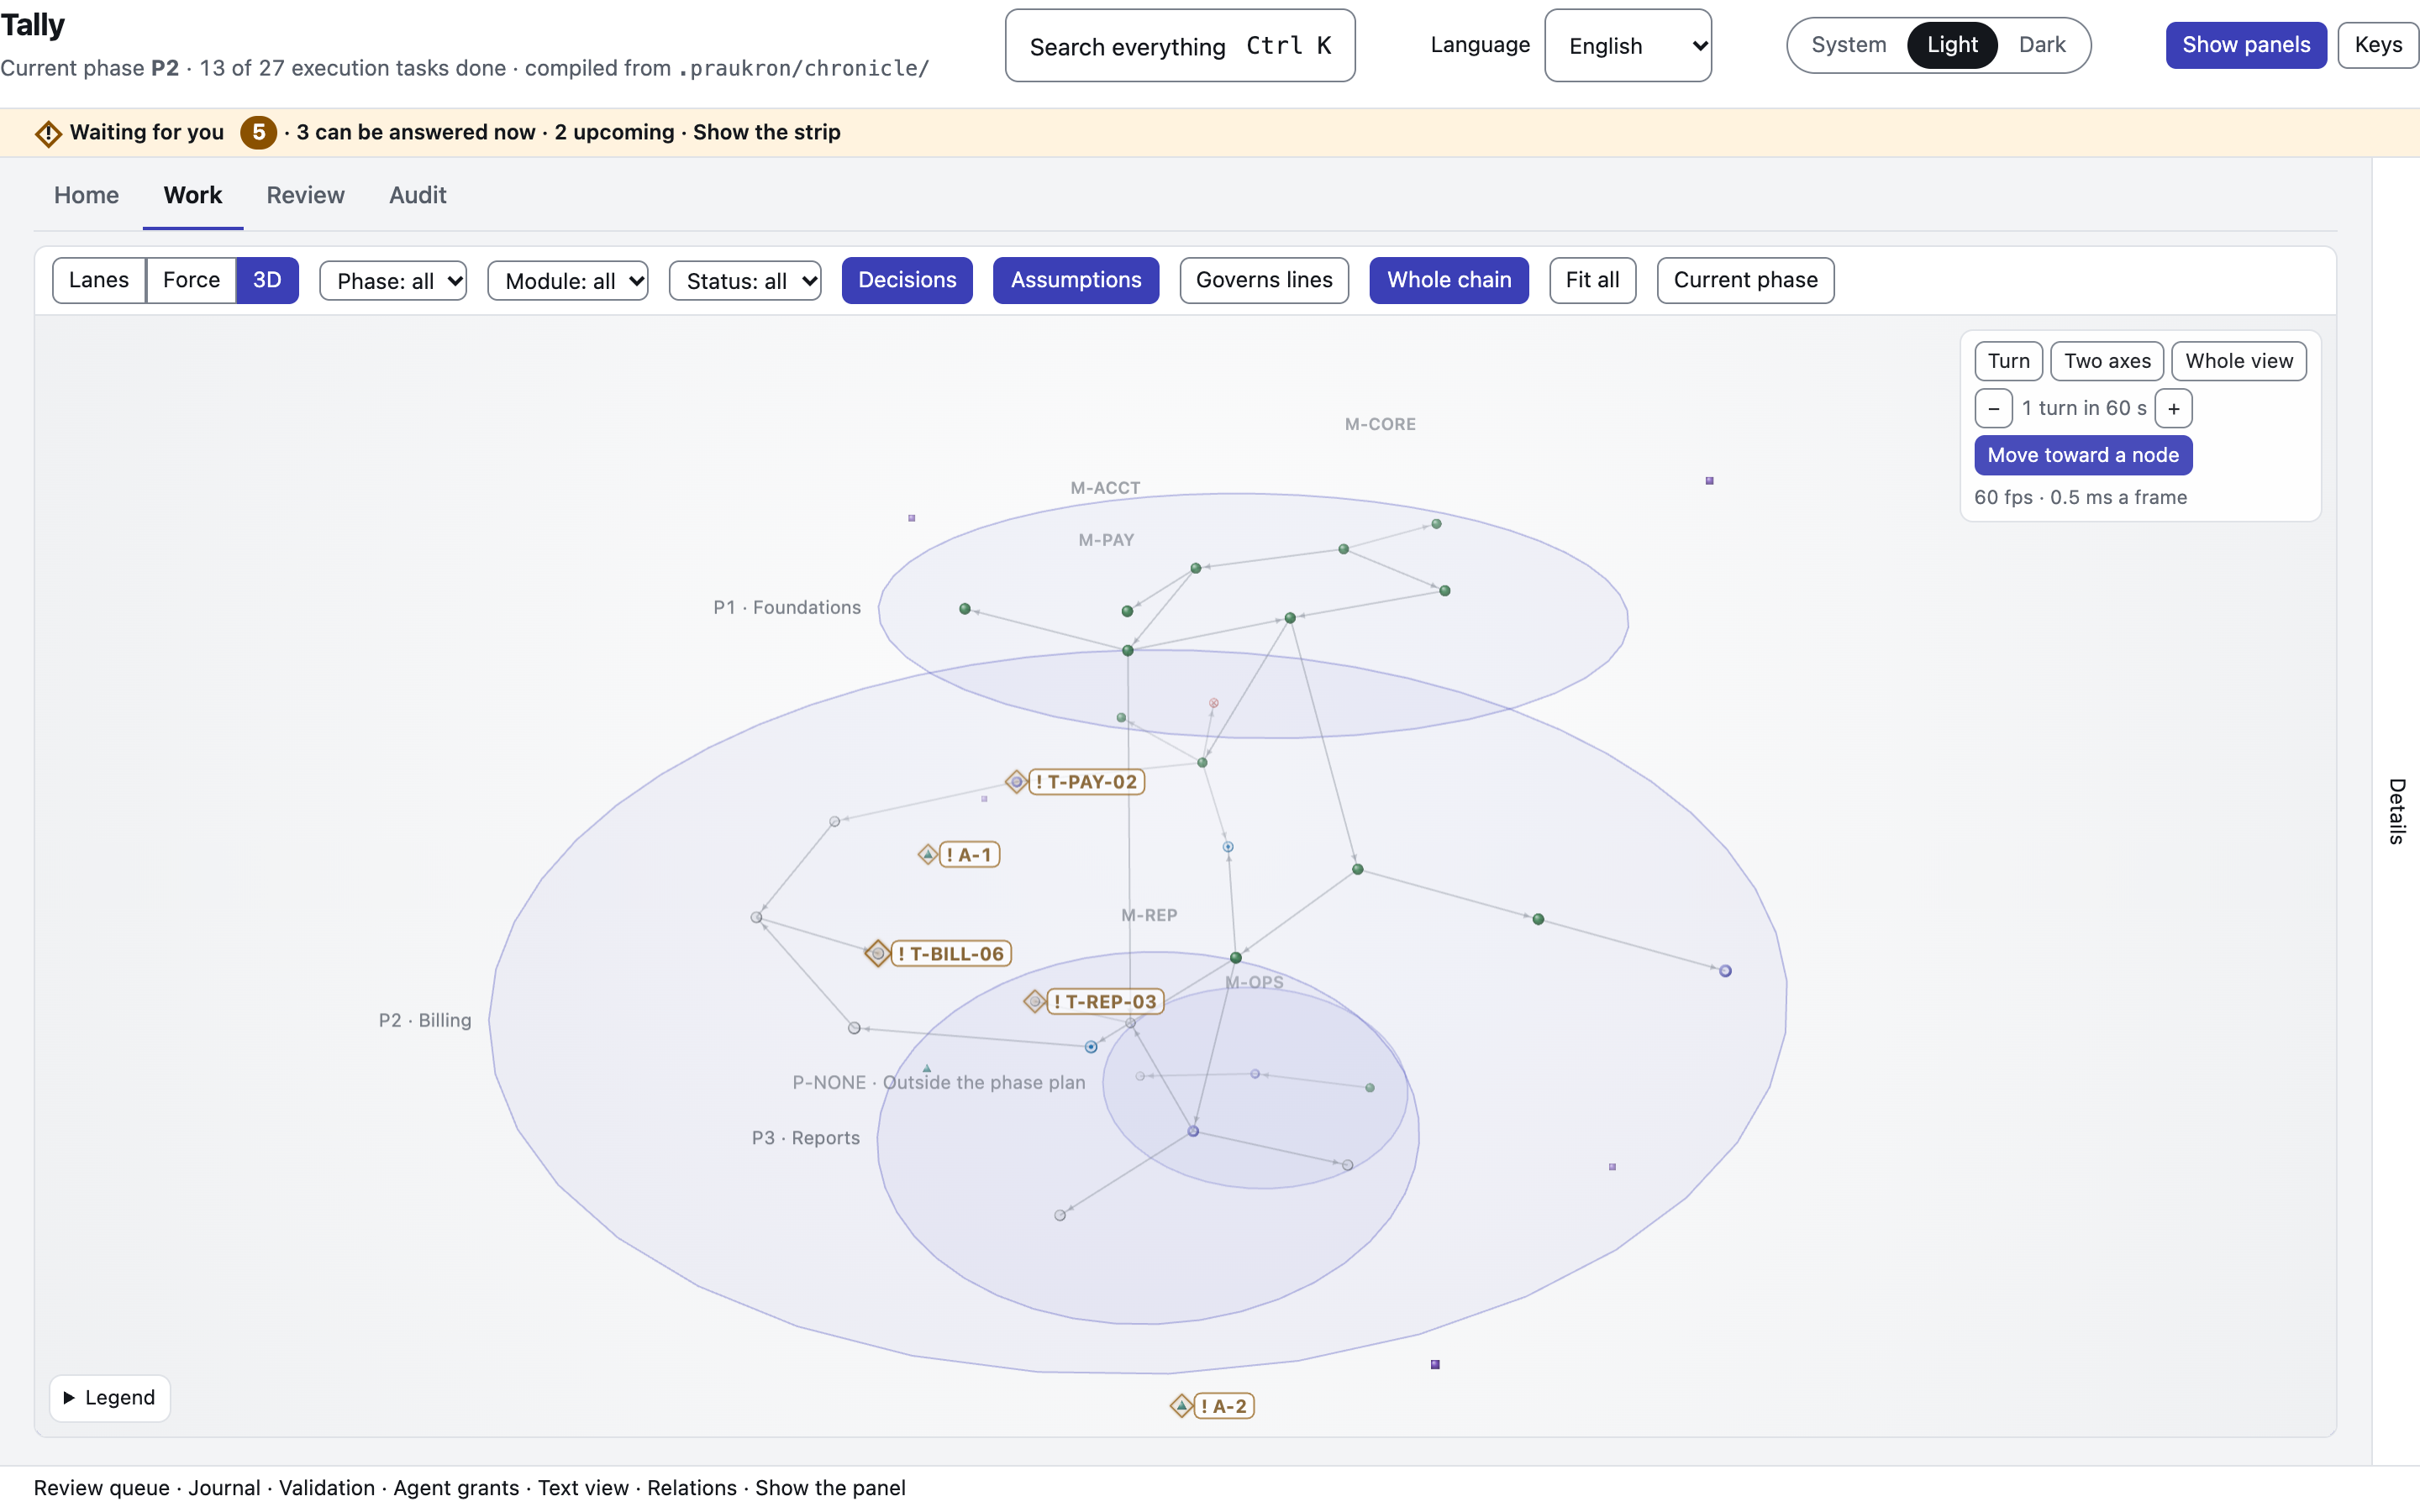 Tally
Current phase P2 · 13 of 27 execution tasks done · compiled from .praukron/chronicle/
Search everything Ctrl K
Language English
System Light Dark
Show panels Keys
! Waiting for you 5 · 3 can be answered now · 2 upcoming · Show the strip
Home Work Review Audit
Lanes Force 3D Phase: all Module: all Status: all Decisions Assumptions Governs lines Whole chain Fit all Current phase
Turn Two axes Whole view
− 1 turn in 60 s +
Move toward a node
60 fps · 0.5 ms a frame
M-CORE
M-ACCT
M-PAY
P1 · Foundations
! T-PAY-02
! A-1
Details
M-REP
! T-BILL-06
M-OPS
! T-REP-03
P2 · Billing
P-NONE · Outside the phase plan
P3 · Reports
Legend
! A-2
Review queue · Journal · Validation · Agent grants · Text view · Relations · Show the panel